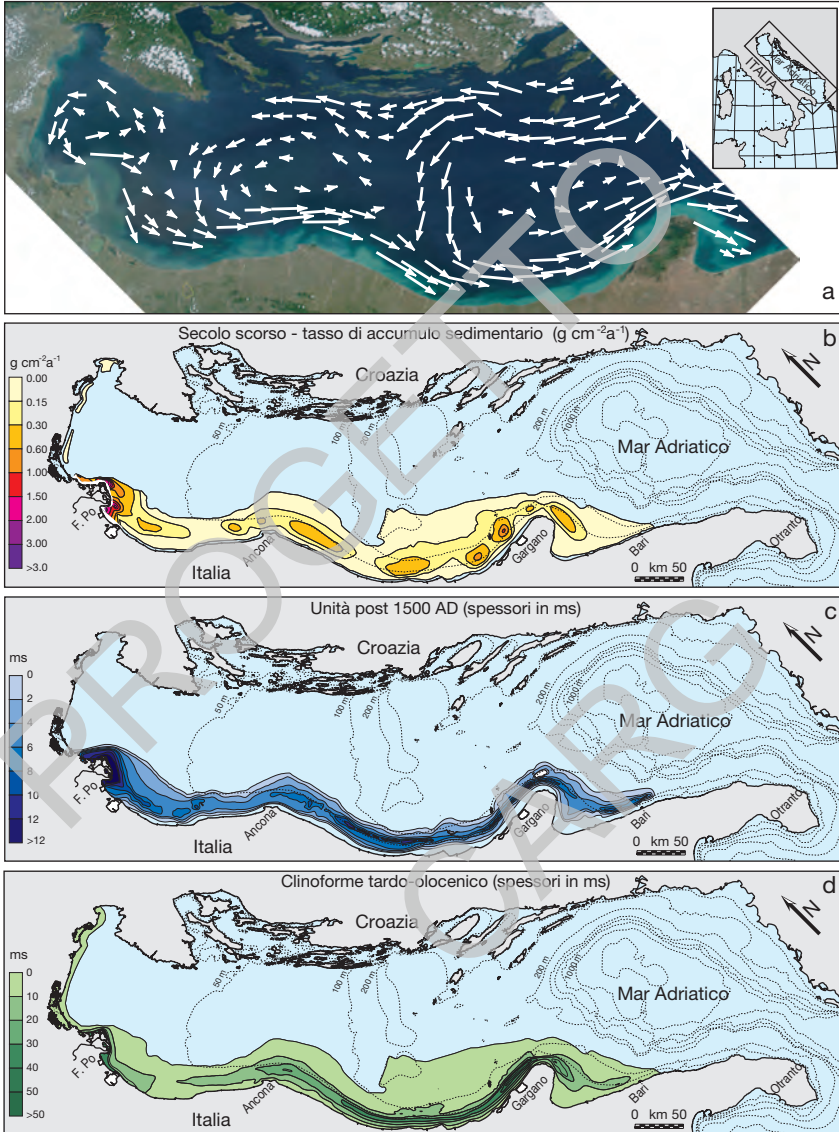 Mar Adriatico
ITALIA
a
PROGETTO
CARG
Secolo scorso - tasso di accumulo sedimentario (g cm⁻²a⁻¹)
b
g cm⁻²a⁻¹
0.00
0.15
0.30
0.60
1.00
1.50
2.00
3.00
>3.0
Croazia
N
50 m
100 m
200 m
200 m
1000 m
Mar Adriatico
F. Po
Ancona
Gargano
Bari
Otranto
Italia
0 km 50
Unità post 1500 AD (spessori in ms)
c
ms
0
2
4
6
8
10
12
>12
Croazia
N
50 m
100 m
200 m
200 m
1000 m
Mar Adriatico
F. Po
Ancona
Gargano
Bari
Otranto
Italia
0 km 50
Clinoforme tardo-olocenico (spessori in ms)
d
ms
0
10
20
30
40
50
>50
Croazia
N
50 m
100 m
200 m
200 m
1000 m
Mar Adriatico
F. Po
Ancona
Gargano
Bari
Otranto
Italia
0 km 50